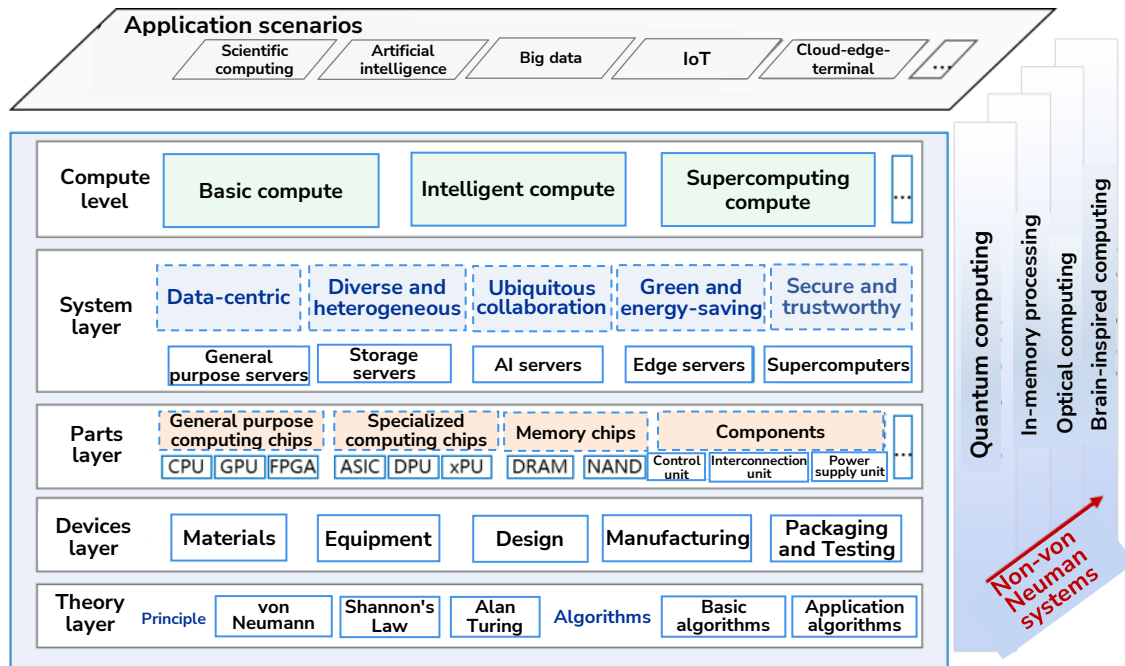 Application scenarios
Scientific
computing
Artificial
intelligence
Big data
IoT
Cloud-edge-
terminal
...
Compute
level
Basic compute
Intelligent compute
Supercomputing
compute
...
System
layer
Data-centric
Diverse and
heterogeneous
Ubiquitous
collaboration
Green and
energy-saving
Secure and
trustworthy
General
purpose servers
Storage
servers
AI servers
Edge servers
Supercomputers
Parts
layer
General purpose
computing chips
Specialized
computing chips
Memory chips
Components
CPU
GPU
FPGA
ASIC
DPU
xPU
DRAM
NAND
Control
unit
Interconnection
unit
Power
supply unit
...
Devices
layer
Materials
Equipment
Design
Manufacturing
Packaging
and Testing
Theory
layer
Principle
von
Neumann
Shannon's
Law
Alan
Turing
Algorithms
Basic
algorithms
Application
algorithms
Quantum computing
In-memory processing
Optical computing
Brain-inspired computing
Non-von
Neuman
systems